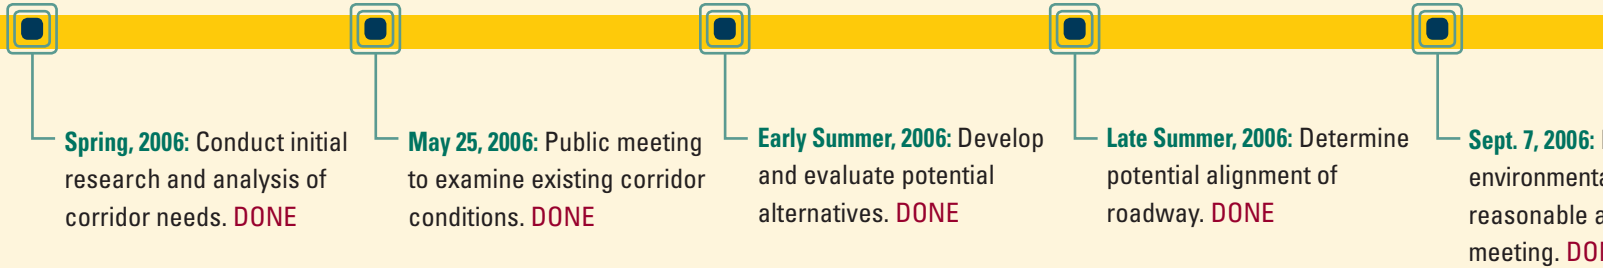 Spring, 2006: Conduct initial
research and analysis of
corridor needs. DONE
May 25, 2006: Public meeting
to examine existing corridor
conditions. DONE
Early Summer, 2006: Develop
and evaluate potential
alternatives. DONE
Late Summer, 2006: Determine
potential alignment of
roadway. DONE
Sept. 7, 2006:
reasonable
meeting.